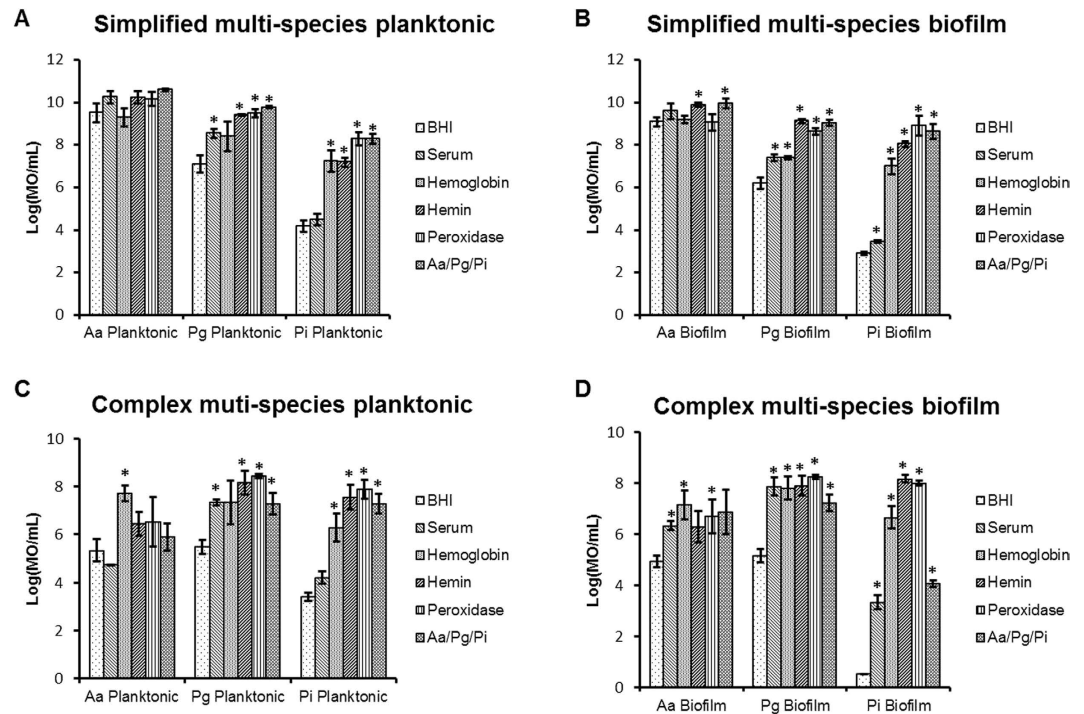 A
Simplified multi-species planktonic
Log(MO/mL)
12
10
8
6
4
2
0
* * * * * * * *
Aa Planktonic Pg Planktonic Pi Planktonic
BHI
Serum
Hemoglobin
Hemin
Peroxidase
Aa/Pg/Pi
B
Simplified multi-species biofilm
Log(MO/mL)
12
10
8
6
4
2
0
* * * * * * * * * * * *
Aa Biofilm Pg Biofilm Pi Biofilm
BHI
Serum
Hemoglobin
Hemin
Peroxidase
Aa/Pg/Pi
C
Complex muti-species planktonic
Log(MO/mL)
10
8
6
4
2
0
* * * * * * * * *
Aa Planktonic Pg Planktonic Pi Planktonic
BHI
Serum
Hemoglobin
Hemin
Peroxidase
Aa/Pg/Pi
D
Complex multi-species biofilm
Log(MO/mL)
10
8
6
4
2
0
* * * * * * * * * * * * *
Aa Biofilm Pg Biofilm Pi Biofilm
BHI
Serum
Hemoglobin
Hemin
Peroxidase
Aa/Pg/Pi